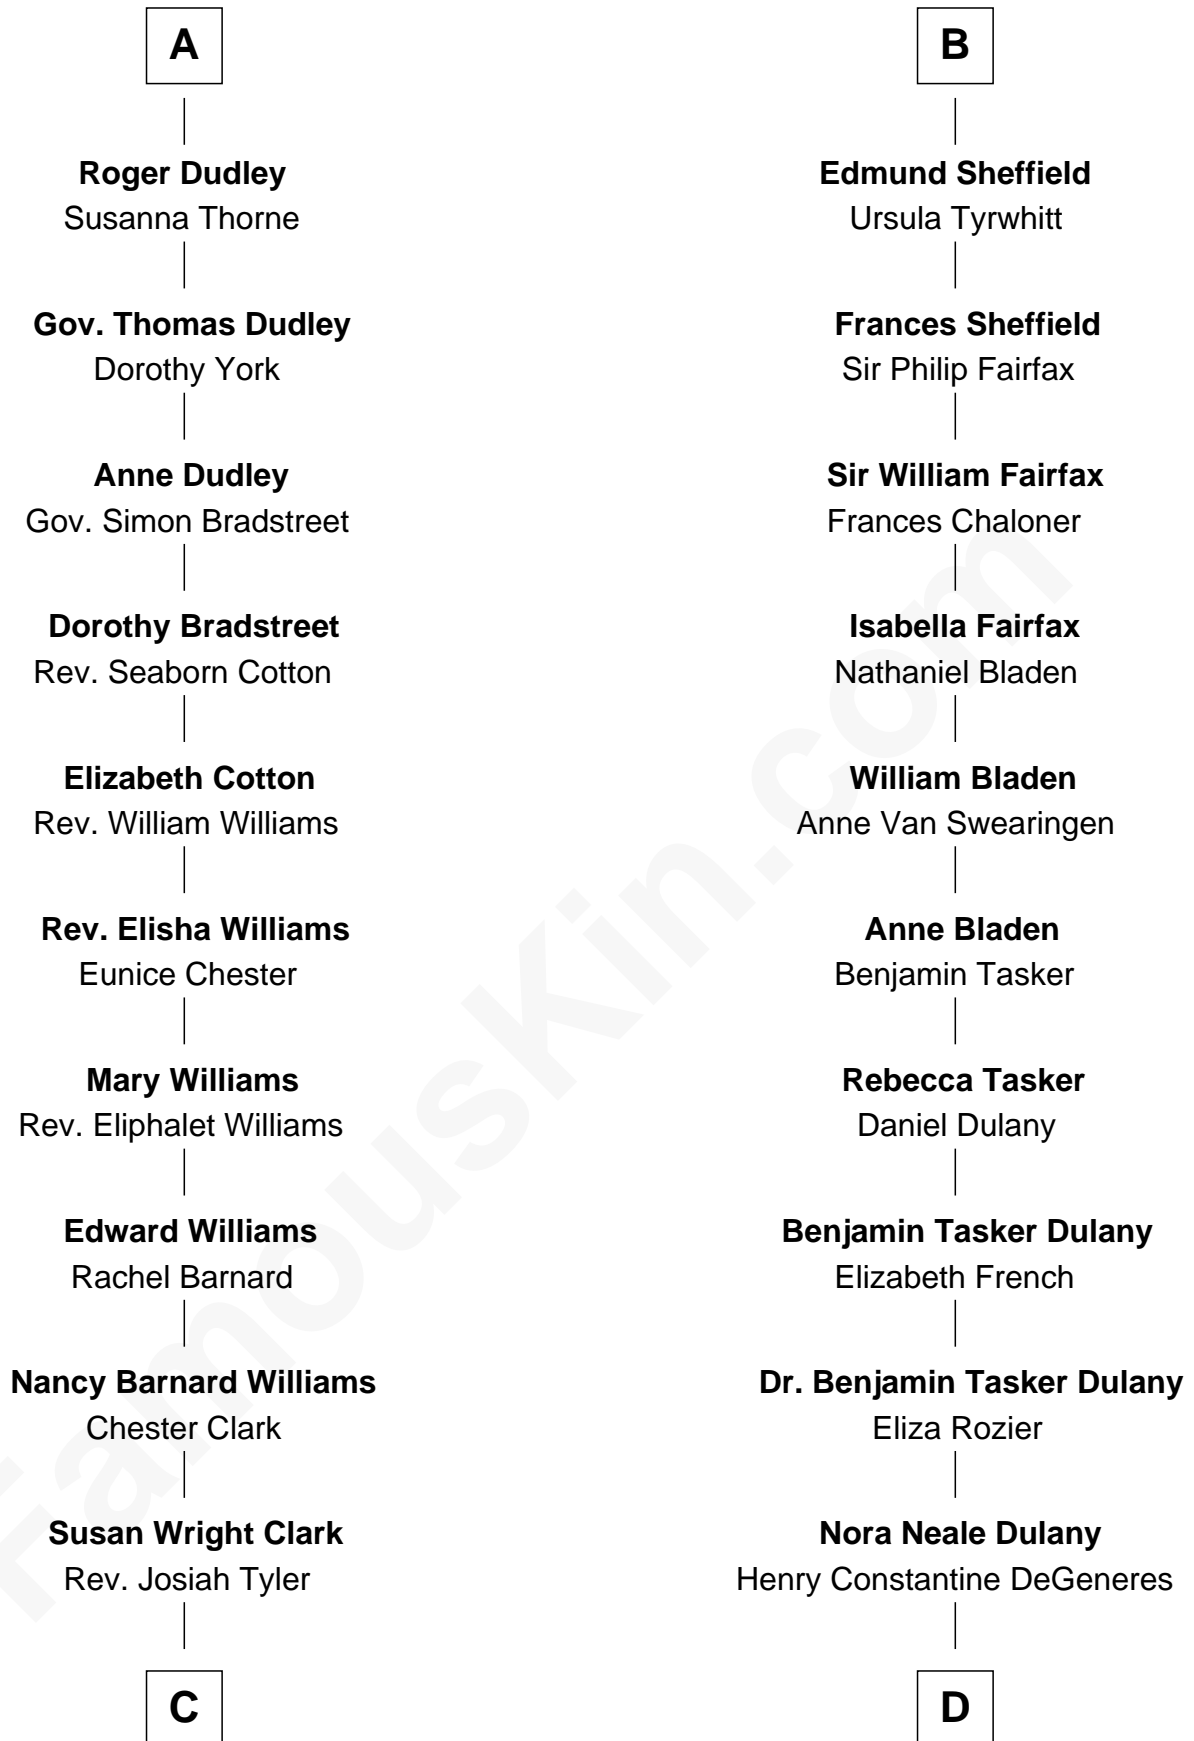 A
Roger Dudley
Susanna Thorne
Gov. Thomas Dudley
Dorothy York
Anne Dudley
Gov. Simon Bradstreet
Dorothy Bradstreet
Rev. Seaborn Cotton
Elizabeth Cotton
Rev. William Williams
Rev. Elisha Williams
Eunice Chester
Mary Williams
Rev. Eliphalet Williams
Edward Williams
Rachel Barnard
Nancy Barnard Williams
Chester Clark
Susan Wright Clark
Rev. Josiah Tyler
C
B
Edmund Sheffield
Ursula Tyrwhitt
Frances Sheffield
Sir Philip Fairfax
Sir William Fairfax
Frances Chaloner
Isabella Fairfax
Nathaniel Bladen
William Bladen
Anne Van Swearingen
Anne Bladen
Benjamin Tasker
Rebecca Tasker
Daniel Dulany
Benjamin Tasker Dulany
Elizabeth French
Dr. Benjamin Tasker Dulany
Eliza Rozier
Nora Neale Dulany
Henry Constantine DeGeneres
D
FamousKin.com